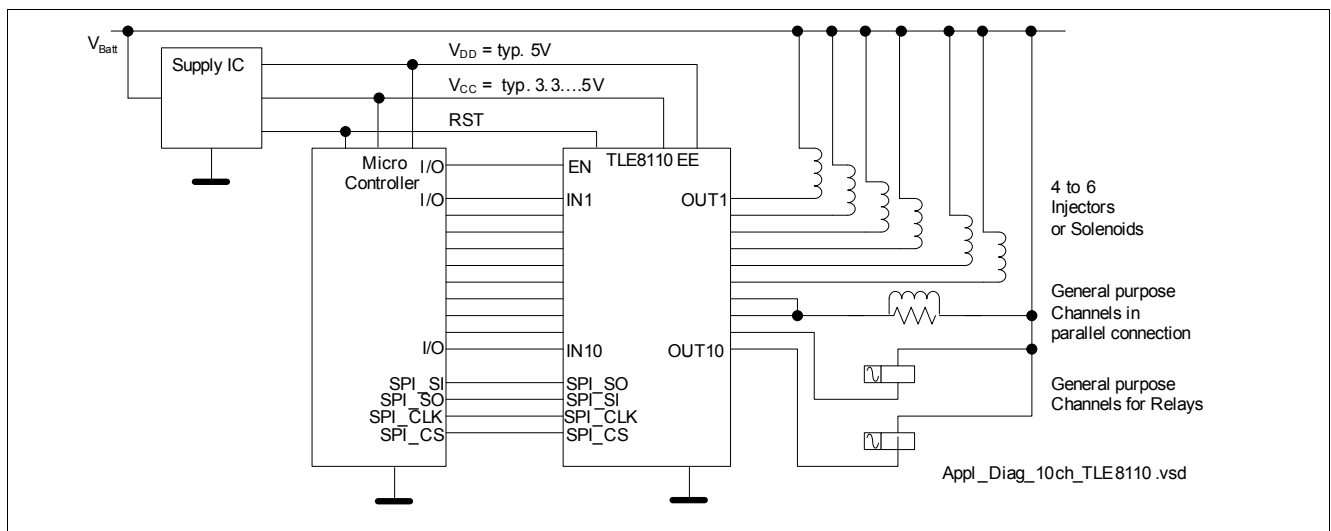 V_Batt
Supply IC
V_DD = typ. 5V
V_CC = typ. 3.3....5V
RST
Micro
Controller
I/O
I/O
I/O
SPI_SI
SPI_SO
SPI_CLK
SPI_CS
TLE8110 EE
EN
IN1
OUT1
IN10
OUT10
SPI_SO
SPI_SI
SPI_CLK
SPI_CS
4 to 6
Injectors
or Solenoids
General purpose
Channels in
parallel connection
General purpose
Channels for Relays
Appl_Diag_10ch_TLE8110.vsd